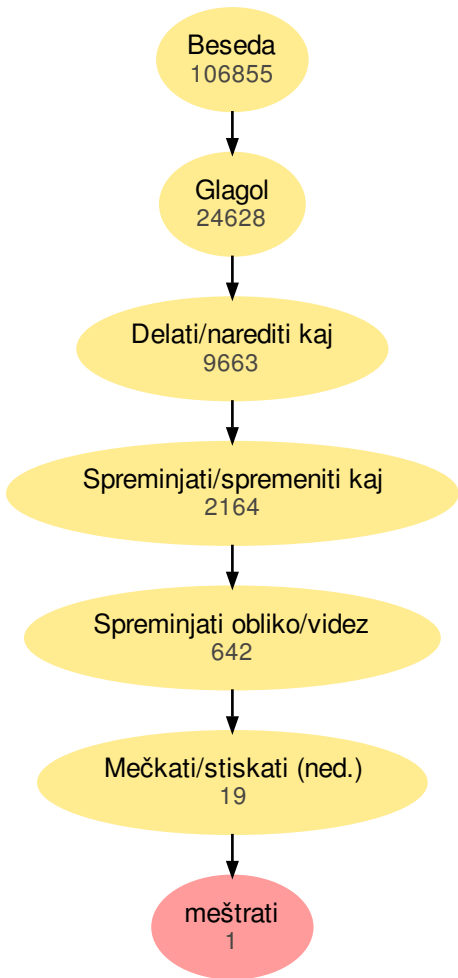 Beseda
106855
Glagol
24628
Delati/narediti kaj
9663
Spreminjati/spremeniti kaj
2164
Spreminjati obliko/videz
642
Mečkati/stiskati (ned.)
19
meštrati
1